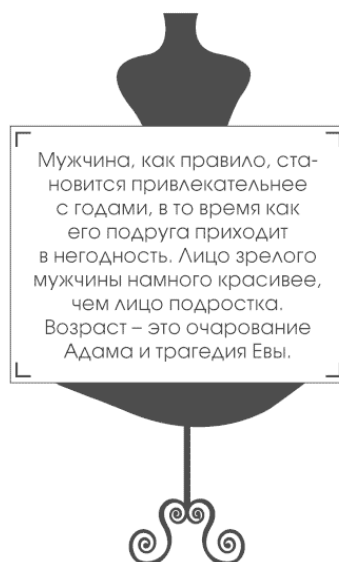 Мужчина, как правило, ста-
новится привлекательнее
с годами, в то время как
его подруга приходит
в негодность. Лицо зрелого
мужчины намного красивее,
чем лицо подростка.
Возраст – это очарование
Адама и трагедия Евы.